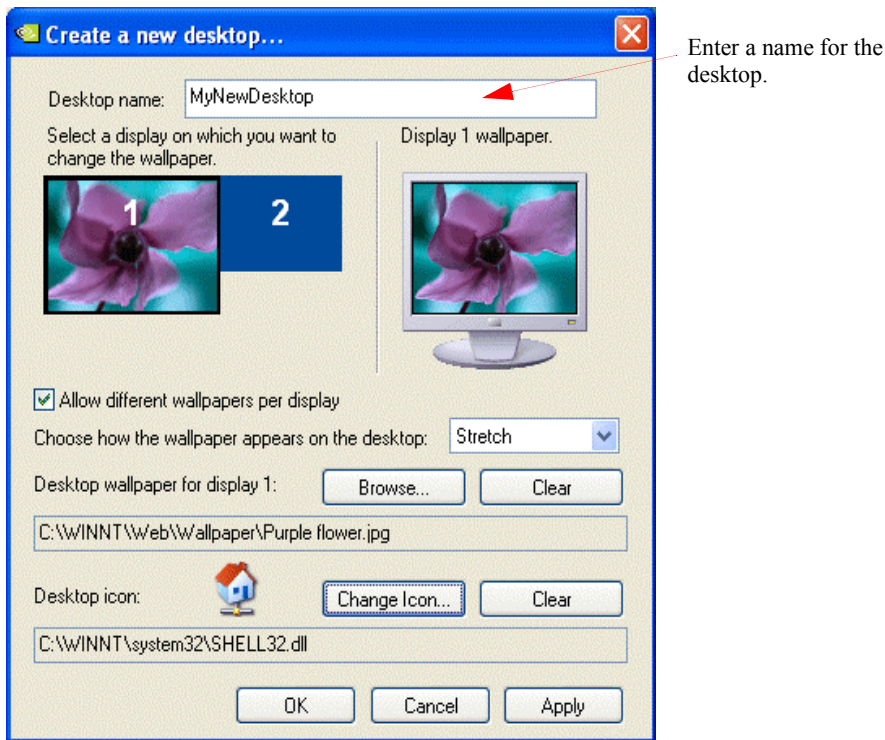 Create a new desktop...
Enter a name for the
desktop.
Desktop name: MyNewDesktop
Select a display on which you want to
change the wallpaper.
Display 1 wallpaper.
1
2
Allow different wallpapers per display
Choose how the wallpaper appears on the desktop: Stretch
Desktop wallpaper for display 1: Browse... Clear
C:\WINNT\Web\Wallpaper\Purple flower.jpg
Desktop icon: Change Icon... Clear
C:\WINNT\system32\SHELL32.dll
OK Cancel Apply